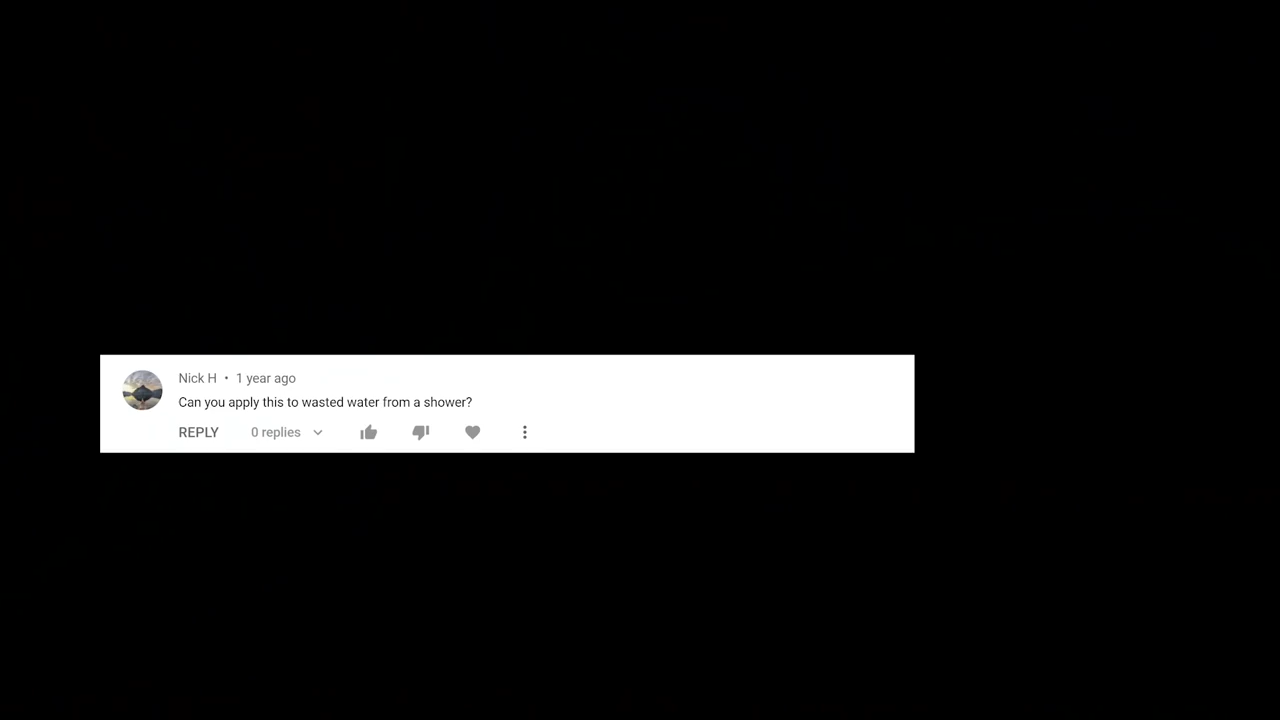 Nick H • 1 year ago
Can you apply this to wasted water from a shower?
REPLY 0 replies